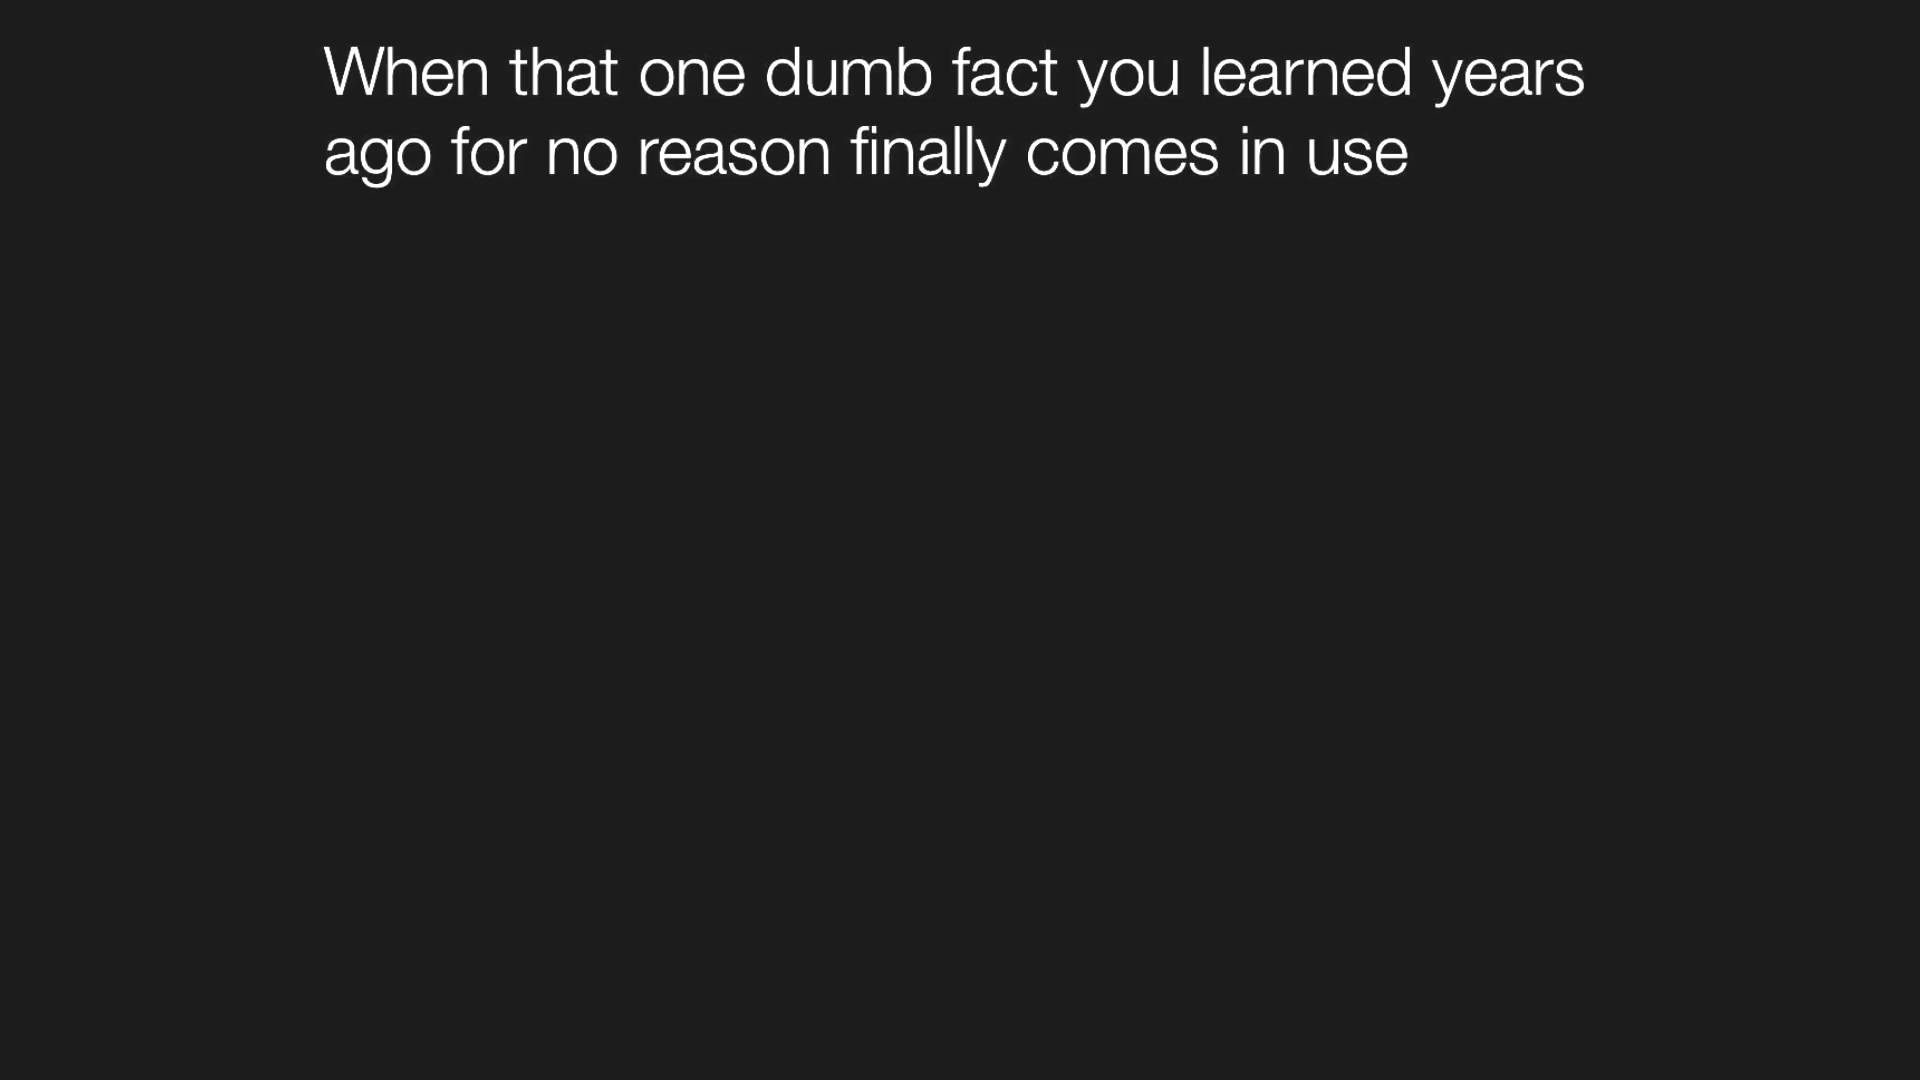 When that one dumb fact you learned years
ago for no reason finally comes in use